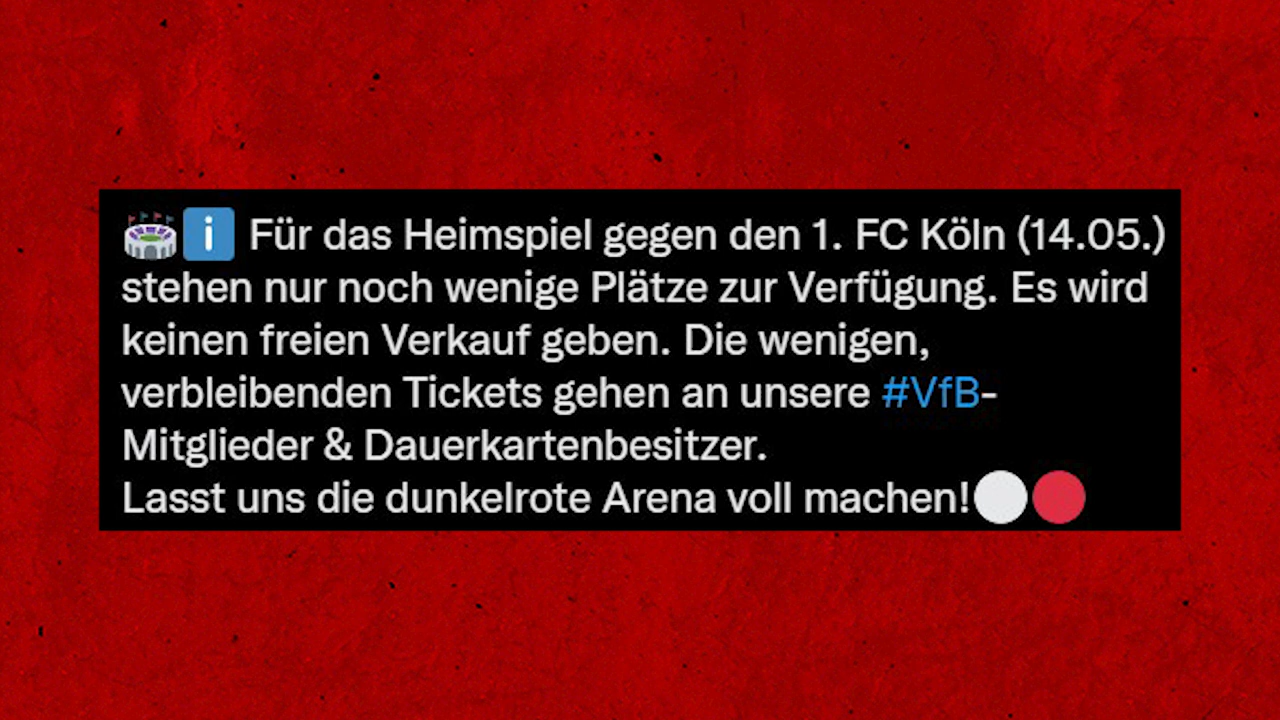 🏟️ℹ️ Für das Heimspiel gegen den 1. FC Köln (14.05.)
stehen nur noch wenige Plätze zur Verfügung. Es wird
keinen freien Verkauf geben. Die wenigen,
verbleibenden Tickets gehen an unsere #VfB-
Mitglieder & Dauerkartenbesitzer.
Lasst uns die dunkelrote Arena voll machen!⚪🔴